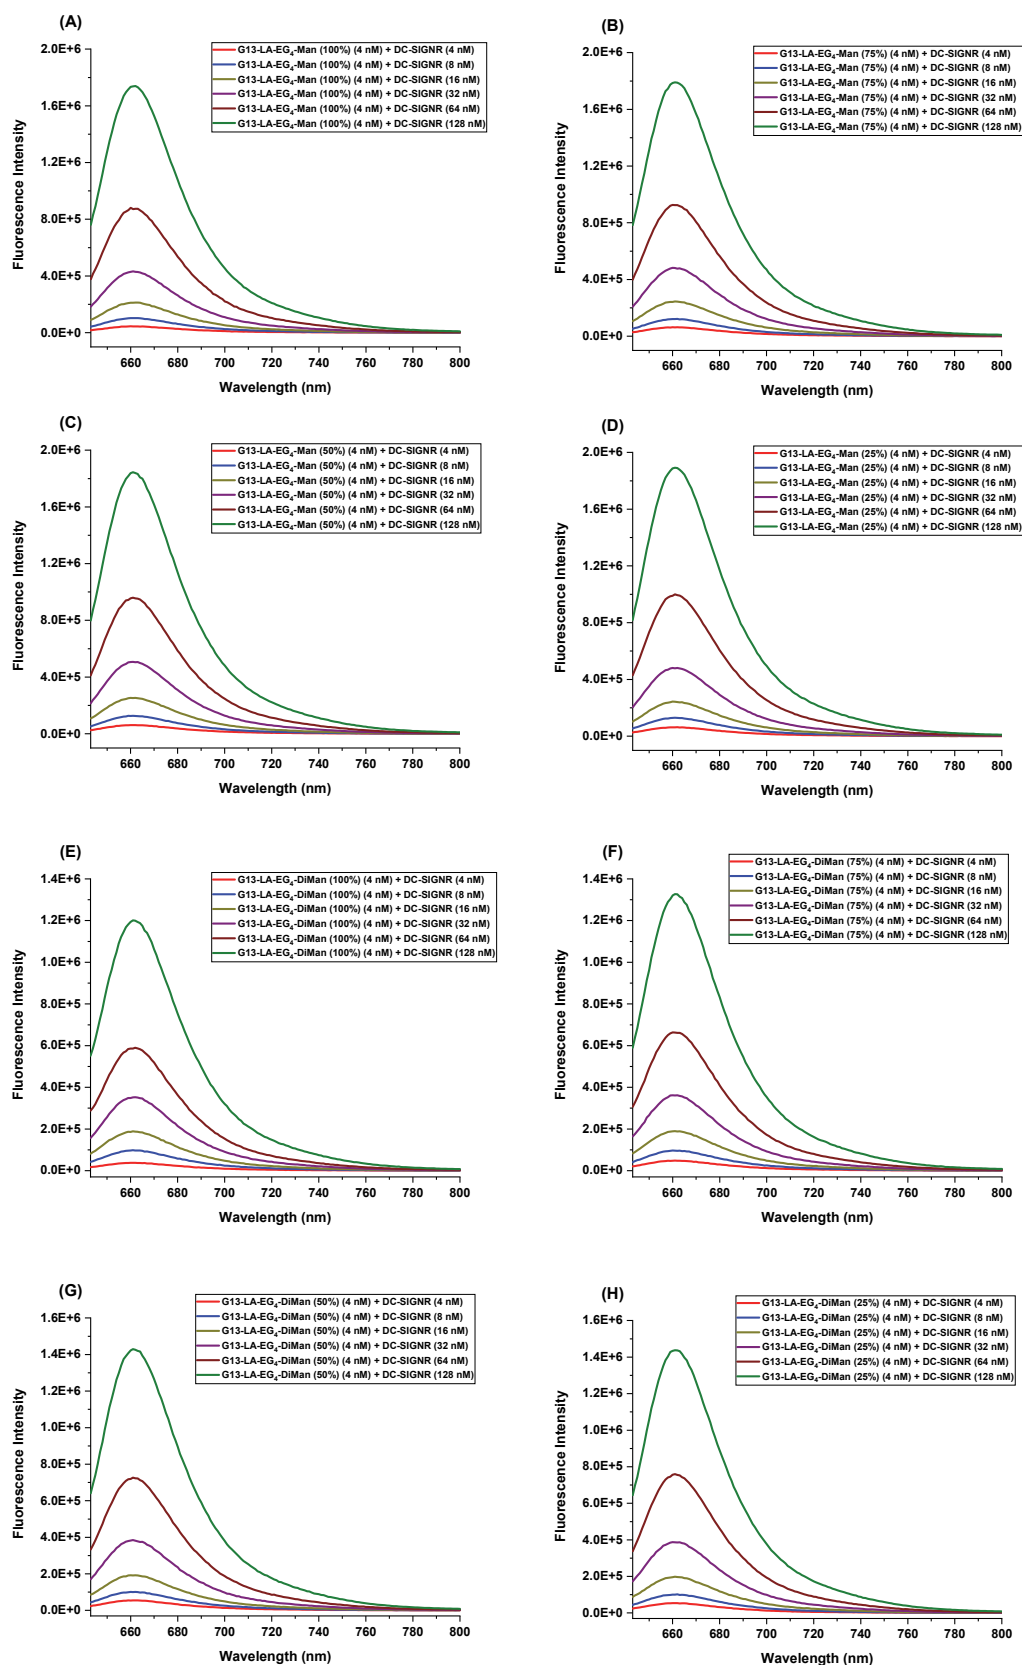 (A)
G13-LA-EG4-Man (100%) (4 nM) + DC-SIGNR (4 nM)
G13-LA-EG4-Man (100%) (4 nM) + DC-SIGNR (8 nM)
G13-LA-EG4-Man (100%) (4 nM) + DC-SIGNR (16 nM)
G13-LA-EG4-Man (100%) (4 nM) + DC-SIGNR (32 nM)
G13-LA-EG4-Man (100%) (4 nM) + DC-SIGNR (64 nM)
G13-LA-EG4-Man (100%) (4 nM) + DC-SIGNR (128 nM)
2.0E+6
1.6E+6
1.2E+6
8.0E+5
4.0E+5
0.0E+0
Fluorescence Intensity
660 680 700 720 740 760 780 800
Wavelength (nm)
(B)
G13-LA-EG4-Man (75%) (4 nM) + DC-SIGNR (4 nM)
G13-LA-EG4-Man (75%) (4 nM) + DC-SIGNR (8 nM)
G13-LA-EG4-Man (75%) (4 nM) + DC-SIGNR (16 nM)
G13-LA-EG4-Man (75%) (4 nM) + DC-SIGNR (32 nM)
G13-LA-EG4-Man (75%) (4 nM) + DC-SIGNR (64 nM)
G13-LA-EG4-Man (75%) (4 nM) + DC-SIGNR (128 nM)
2.0E+6
1.6E+6
1.2E+6
8.0E+5
4.0E+5
0.0E+0
Fluorescence Intensity
660 680 700 720 740 760 780 800
Wavelength (nm)
(C)
G13-LA-EG4-Man (50%) (4 nM) + DC-SIGNR (4 nM)
G13-LA-EG4-Man (50%) (4 nM) + DC-SIGNR (8 nM)
G13-LA-EG4-Man (50%) (4 nM) + DC-SIGNR (16 nM)
G13-LA-EG4-Man (50%) (4 nM) + DC-SIGNR (32 nM)
G13-LA-EG4-Man (50%) (4 nM) + DC-SIGNR (64 nM)
G13-LA-EG4-Man (50%) (4 nM) + DC-SIGNR (128 nM)
2.0E+6
1.6E+6
1.2E+6
8.0E+5
4.0E+5
0.0E+0
Fluorescence Intensity
660 680 700 720 740 760 780 800
Wavelength (nm)
(D)
G13-LA-EG4-Man (25%) (4 nM) + DC-SIGNR (4 nM)
G13-LA-EG4-Man (25%) (4 nM) + DC-SIGNR (8 nM)
G13-LA-EG4-Man (25%) (4 nM) + DC-SIGNR (16 nM)
G13-LA-EG4-Man (25%) (4 nM) + DC-SIGNR (32 nM)
G13-LA-EG4-Man (25%) (4 nM) + DC-SIGNR (64 nM)
G13-LA-EG4-Man (25%) (4 nM) + DC-SIGNR (128 nM)
2.0E+6
1.6E+6
1.2E+6
8.0E+5
4.0E+5
0.0E+0
Fluorescence Intensity
660 680 700 720 740 760 780 800
Wavelength (nm)
(E)
G13-LA-EG4-DiMan (100%) (4 nM) + DC-SIGNR (4 nM)
G13-LA-EG4-DiMan (100%) (4 nM) + DC-SIGNR (8 nM)
G13-LA-EG4-DiMan (100%) (4 nM) + DC-SIGNR (16 nM)
G13-LA-EG4-DiMan (100%) (4 nM) + DC-SIGNR (32 nM)
G13-LA-EG4-DiMan (100%) (4 nM) + DC-SIGNR (64 nM)
G13-LA-EG4-DiMan (100%) (4 nM) + DC-SIGNR (128 nM)
1.4E+6
1.2E+6
1.0E+6
8.0E+5
6.0E+5
4.0E+5
2.0E+5
0.0E+0
Fluorescence Intensity
660 680 700 720 740 760 780 800
Wavelength (nm)
(F)
G13-LA-EG4-DiMan (75%) (4 nM) + DC-SIGNR (4 nM)
G13-LA-EG4-DiMan (75%) (4 nM) + DC-SIGNR (8 nM)
G13-LA-EG4-DiMan (75%) (4 nM) + DC-SIGNR (16 nM)
G13-LA-EG4-DiMan (75%) (4 nM) + DC-SIGNR (32 nM)
G13-LA-EG4-DiMan (75%) (4 nM) + DC-SIGNR (64 nM)
G13-LA-EG4-DiMan (75%) (4 nM) + DC-SIGNR (128 nM)
1.4E+6
1.2E+6
1.0E+6
8.0E+5
6.0E+5
4.0E+5
2.0E+5
0.0E+0
Fluorescence Intensity
660 680 700 720 740 760 780 800
Wavelength (nm)
(G)
G13-LA-EG4-DiMan (50%) (4 nM) + DC-SIGNR (4 nM)
G13-LA-EG4-DiMan (50%) (4 nM) + DC-SIGNR (8 nM)
G13-LA-EG4-DiMan (50%) (4 nM) + DC-SIGNR (16 nM)
G13-LA-EG4-DiMan (50%) (4 nM) + DC-SIGNR (32 nM)
G13-LA-EG4-DiMan (50%) (4 nM) + DC-SIGNR (64 nM)
G13-LA-EG4-DiMan (50%) (4 nM) + DC-SIGNR (128 nM)
1.6E+6
1.4E+6
1.2E+6
1.0E+6
8.0E+5
6.0E+5
4.0E+5
2.0E+5
0.0E+0
Fluorescence Intensity
660 680 700 720 740 760 780 800
Wavelength (nm)
(H)
G13-LA-EG4-DiMan (25%) (4 nM) + DC-SIGNR (4 nM)
G13-LA-EG4-DiMan (25%) (4 nM) + DC-SIGNR (8 nM)
G13-LA-EG4-DiMan (25%) (4 nM) + DC-SIGNR (16 nM)
G13-LA-EG4-DiMan (25%) (4 nM) + DC-SIGNR (32 nM)
G13-LA-EG4-DiMan (25%) (4 nM) + DC-SIGNR (64 nM)
G13-LA-EG4-DiMan (25%) (4 nM) + DC-SIGNR (128 nM)
1.6E+6
1.4E+6
1.2E+6
1.0E+6
8.0E+5
6.0E+5
4.0E+5
2.0E+5
0.0E+0
Fluorescence Intensity
660 680 700 720 740 760 780 800
Wavelength (nm)